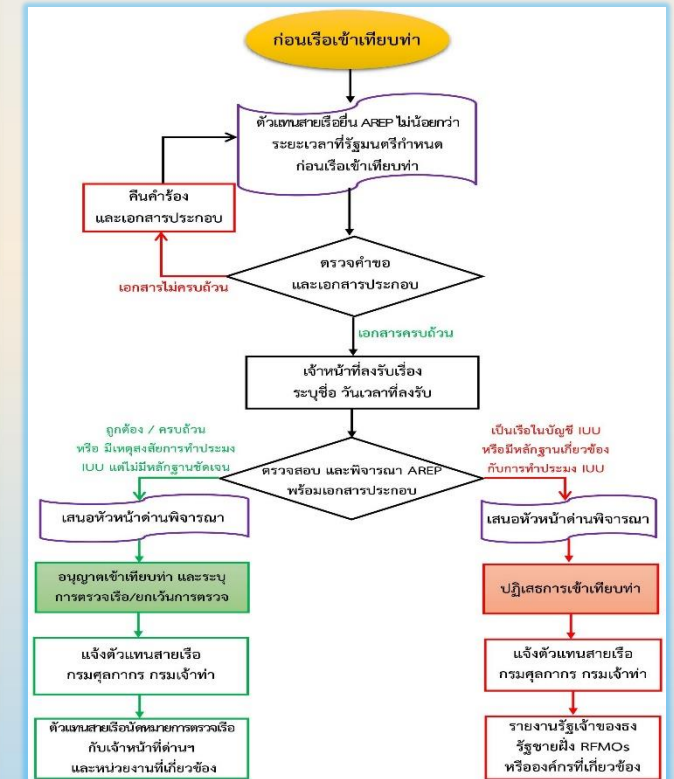 ก่อนเรือเข้าเทียบท่า
ตัวแทนสายเรือยื่น AREP ไม่น้อยกว่า
ระยะเวลาที่รัฐมนตรีกำหนด
ก่อนเรือเข้าเทียบท่า
คืนคำร้อง
และเอกสารประกอบ
เอกสารไม่ครบถ้วน
ตรวจคำขอ
และเอกสารประกอบ
เอกสารครบถ้วน
เจ้าหน้าที่ลงรับเรื่อง
ระบุชื่อ วันเวลาที่ลงรับ
ถูกต้อง / ครบถ้วน
หรือ มีเหตุสงสัยการทำประมง
IUU แต่ไม่มีหลักฐานชัดเจน
ตรวจสอบ และพิจารณา AREP
พร้อมเอกสารประกอบ
เป็นเรือในบัญชี IUU
หรือมีหลักฐานเกี่ยวข้อง
กับการทำประมง IUU
เสนอหัวหน้าด่านพิจารณา
เสนอหัวหน้าด่านพิจารณา
อนุญาตเข้าเทียบท่า และระบุ
การตรวจเรือ/ยกเว้นการตรวจ
ปฏิเสธการเข้าเทียบท่า
แจ้งตัวแทนสายเรือ
กรมศุลกากร กรมเจ้าท่า
แจ้งตัวแทนสายเรือ
กรมศุลกากร กรมเจ้าท่า
ตัวแทนสายเรือนัดหมายการตรวจเรือ
กับเจ้าหน้าที่ด่านฯ
และหน่วยงานที่เกี่ยวข้อง
รายงานรัฐเจ้าของธง
รัฐชายฝั่ง RFMOs
หรือองค์กรที่เกี่ยวข้อง